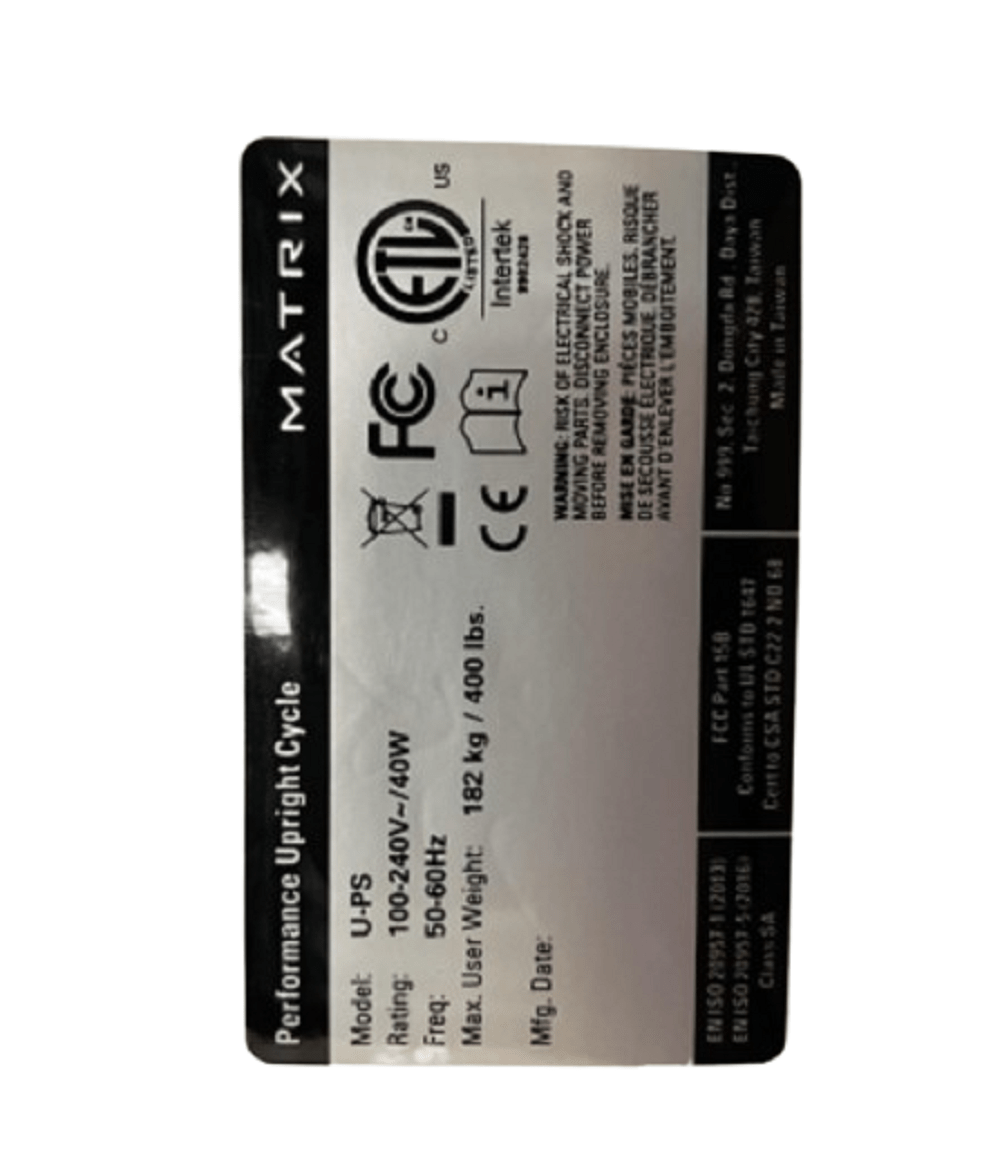 Performance Upright Cycle
MATRIX
Model: U-PS
Rating: 100-240V~/40W
Freq: 50-60Hz
Max. User Weight: 182 kg / 400 lbs.
Mfg. Date:
FC
CE
i
C
ETL
CM
LISTED
US
Intertek
WARNING: RISK OF ELECTRICAL SHOCK AND
MOVING PARTS. DISCONNECT POWER
BEFORE REMOVING ENCLOSURE.
MISE EN GARDE: PIÈCES MOBILES. RISQUE
DE SECOUSSE ÉLECTRIQUE. DÉBRANCHER
AVANT D'ENLEVER L'EMBOITEMENT.
EN ISO 20957-1 (2013)
EN ISO 20957-5 (2016)
Class SA
FCC Part 15B
Conforms to UL STD 1647
Cert to CSA STD C22 2 NO 68
No 999, Sec 2, Dongda Rd, Daya Dist.,
Taichung City 428, Taiwan
Made in Taiwan